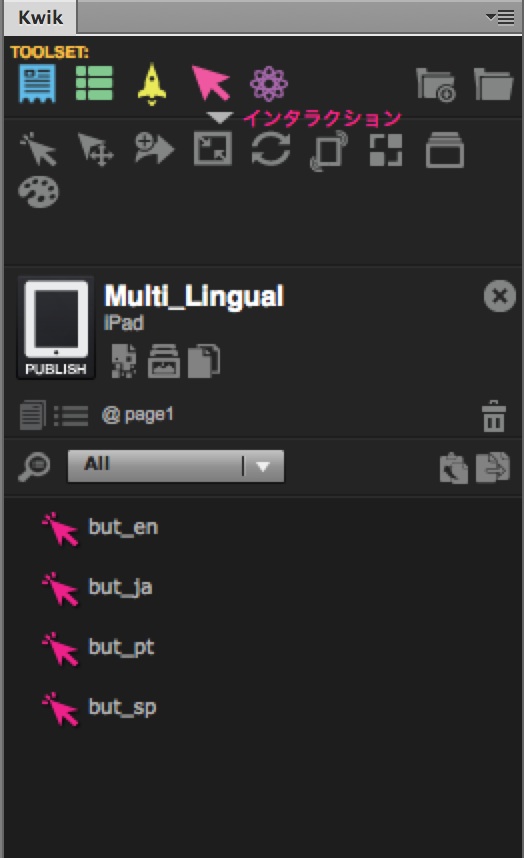 Kwik
TOOLSET:
インタラクション
Multi_Lingual
iPad
PUBLISH
@ page1
All
but_en
but_ja
but_pt
but_sp